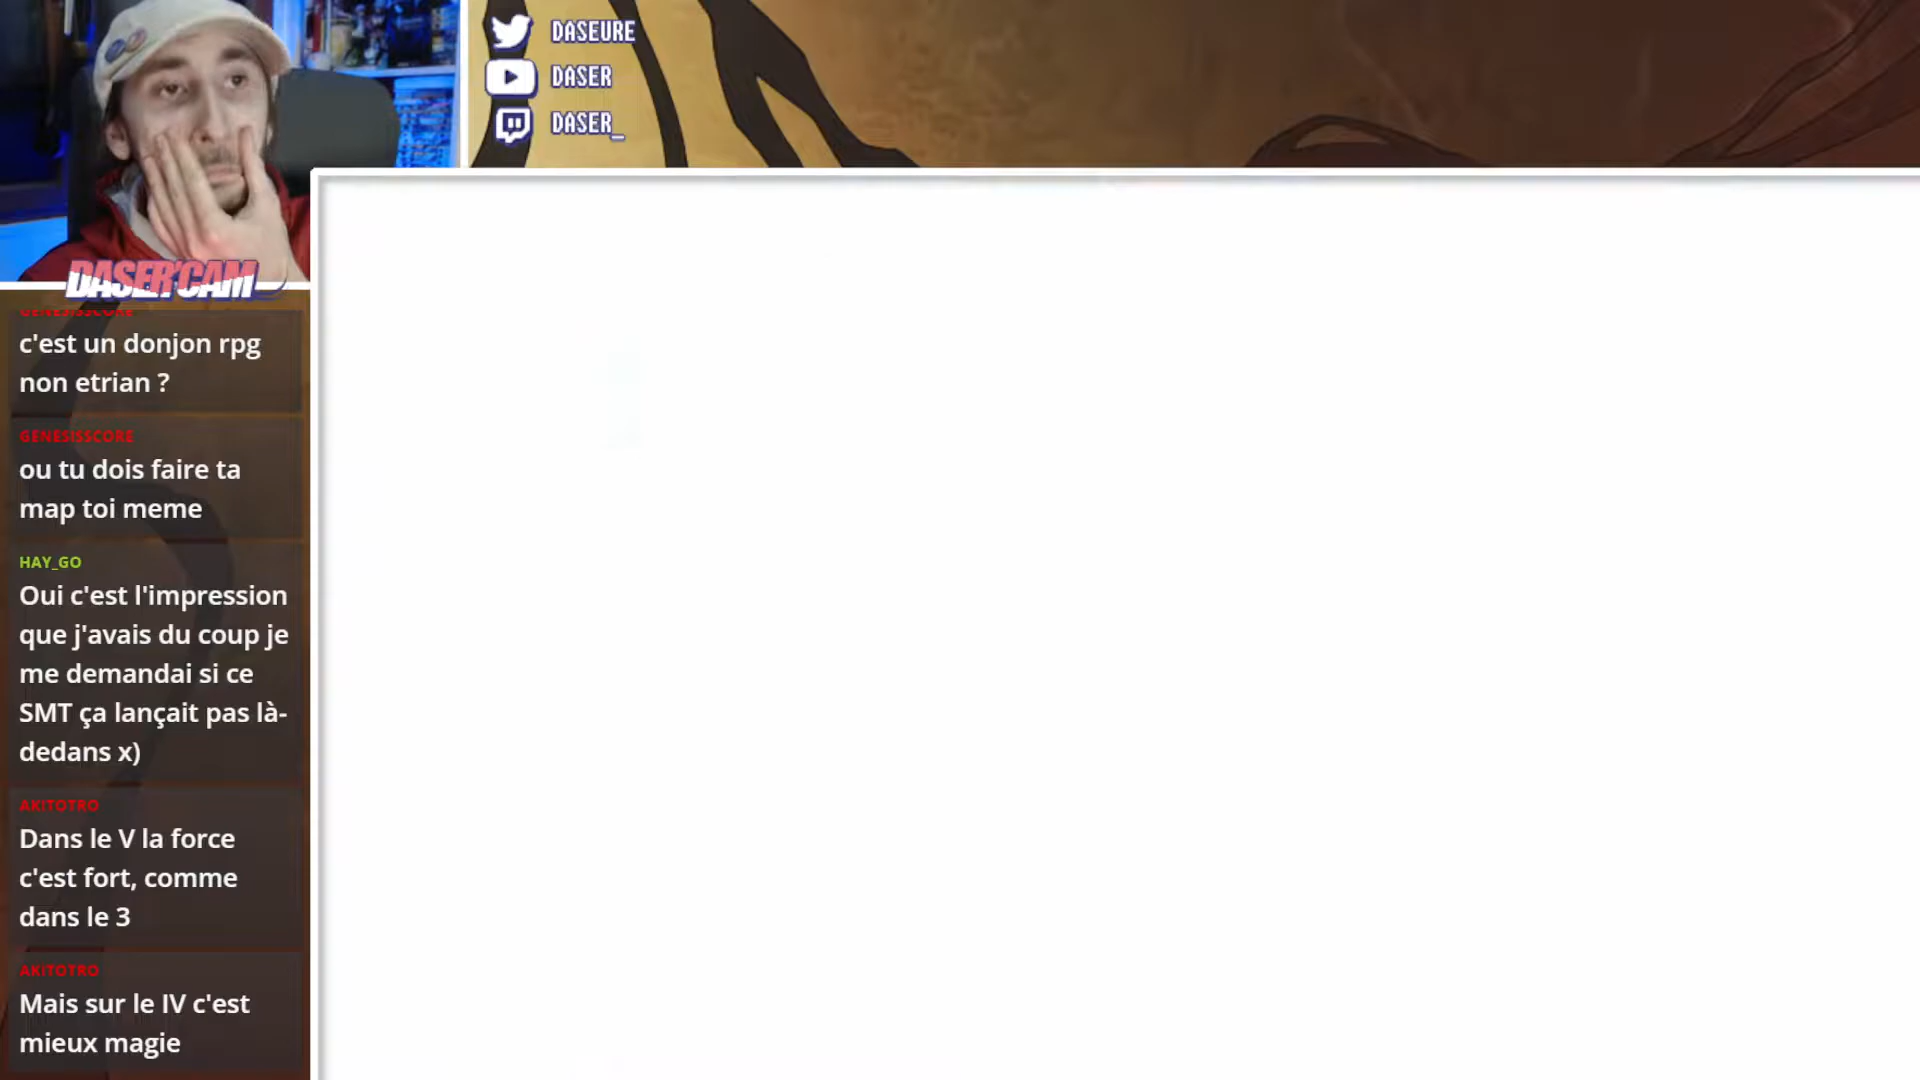 DASEURE
DASER
DASER_
DASER'CAM
GENESISSCORE
c'est un donjon rpg
non etrian ?
GENESISSCORE
ou tu dois faire ta
map toi meme
HAY_GO
Oui c'est l'impression
que j'avais du coup je
me demandai si ce
SMT ça lançait pas là-
dedans x)
AKITOTRO
Dans le V la force
c'est fort, comme
dans le 3
AKITOTRO
Mais sur le IV c'est
mieux magie